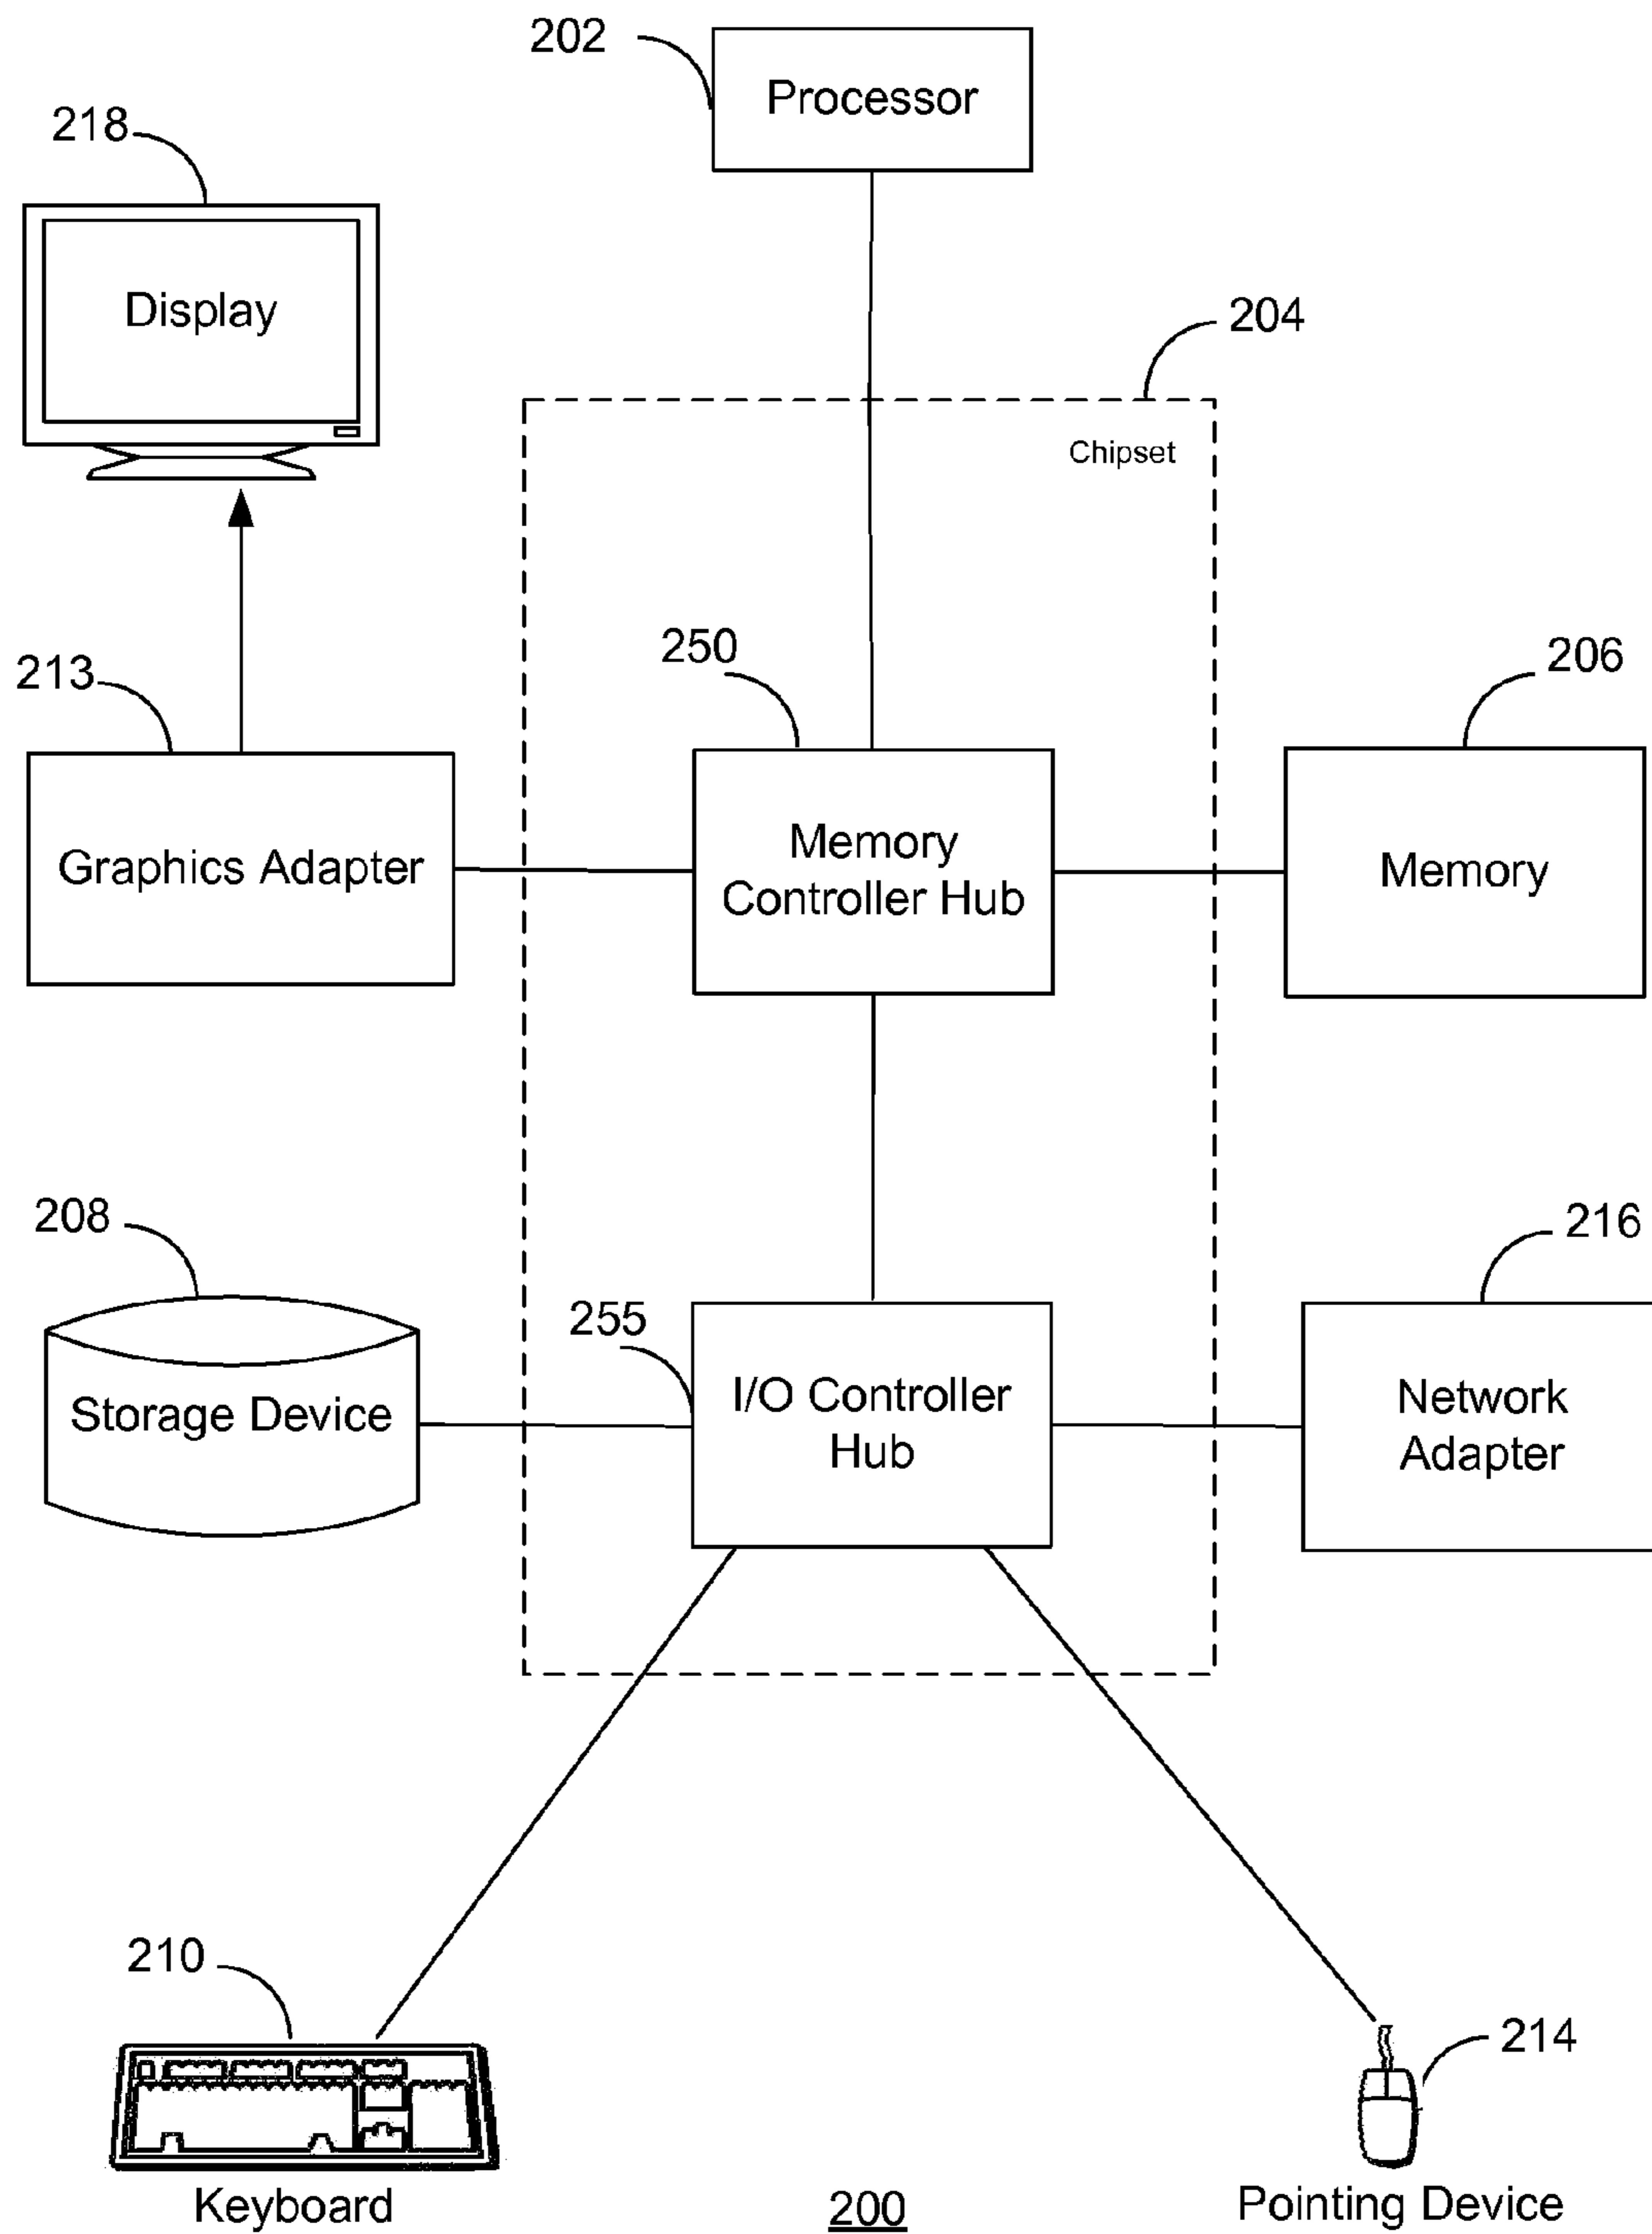 202
Processor
218
Display
204
Chipset
250
206
213
Memory
Controller Hub
Graphics Adapter
Memory
208
216
255
I/O Controller
Hub
Storage Device
Network
Adapter
210
214
Keyboard
200
Pointing Device